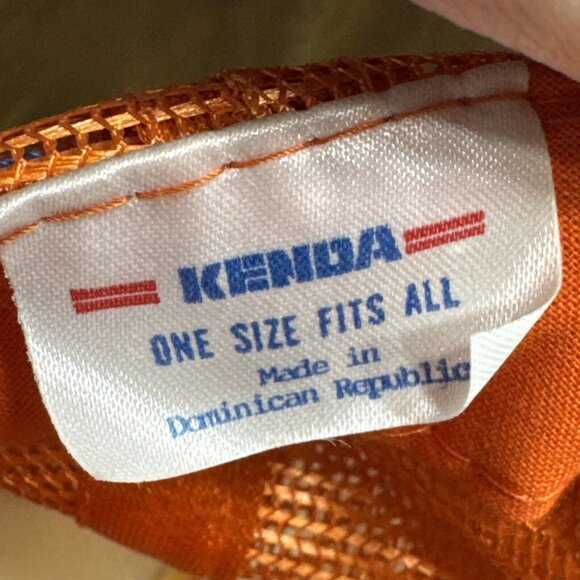 KENDA
ONE SIZE FITS ALL
Made in
Dominican Republic